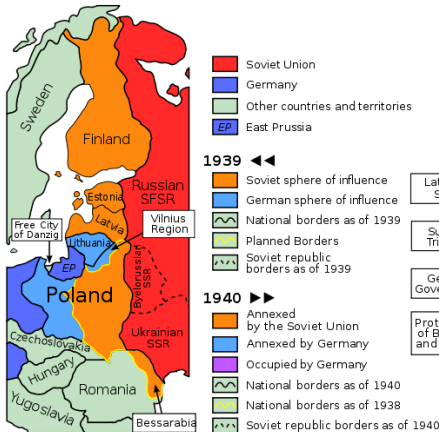 Sweden
Finland
Russian
SFSR
Estonia
Latvia
Vilnius
Region
Free City
of Danzig
Lithuania
EP
Byelorussian
SSR
Poland
Czechoslovakia
Ukrainian
SSR
Hungary
Romania
Yugoslavia
Bessarabia
Soviet Union
Germany
Other countries and territories
EP East Prussia
1939 ◄◄
Soviet sphere of influence
German sphere of influence
National borders as of 1939
Planned Borders
Soviet republic
borders as of 1939
1940 ►►
Annexed
by the Soviet Union
Annexed by Germany
Occupied by Germany
National borders as of 1940
National borders as of 1938
Soviet republic borders as of 1940
of B
and